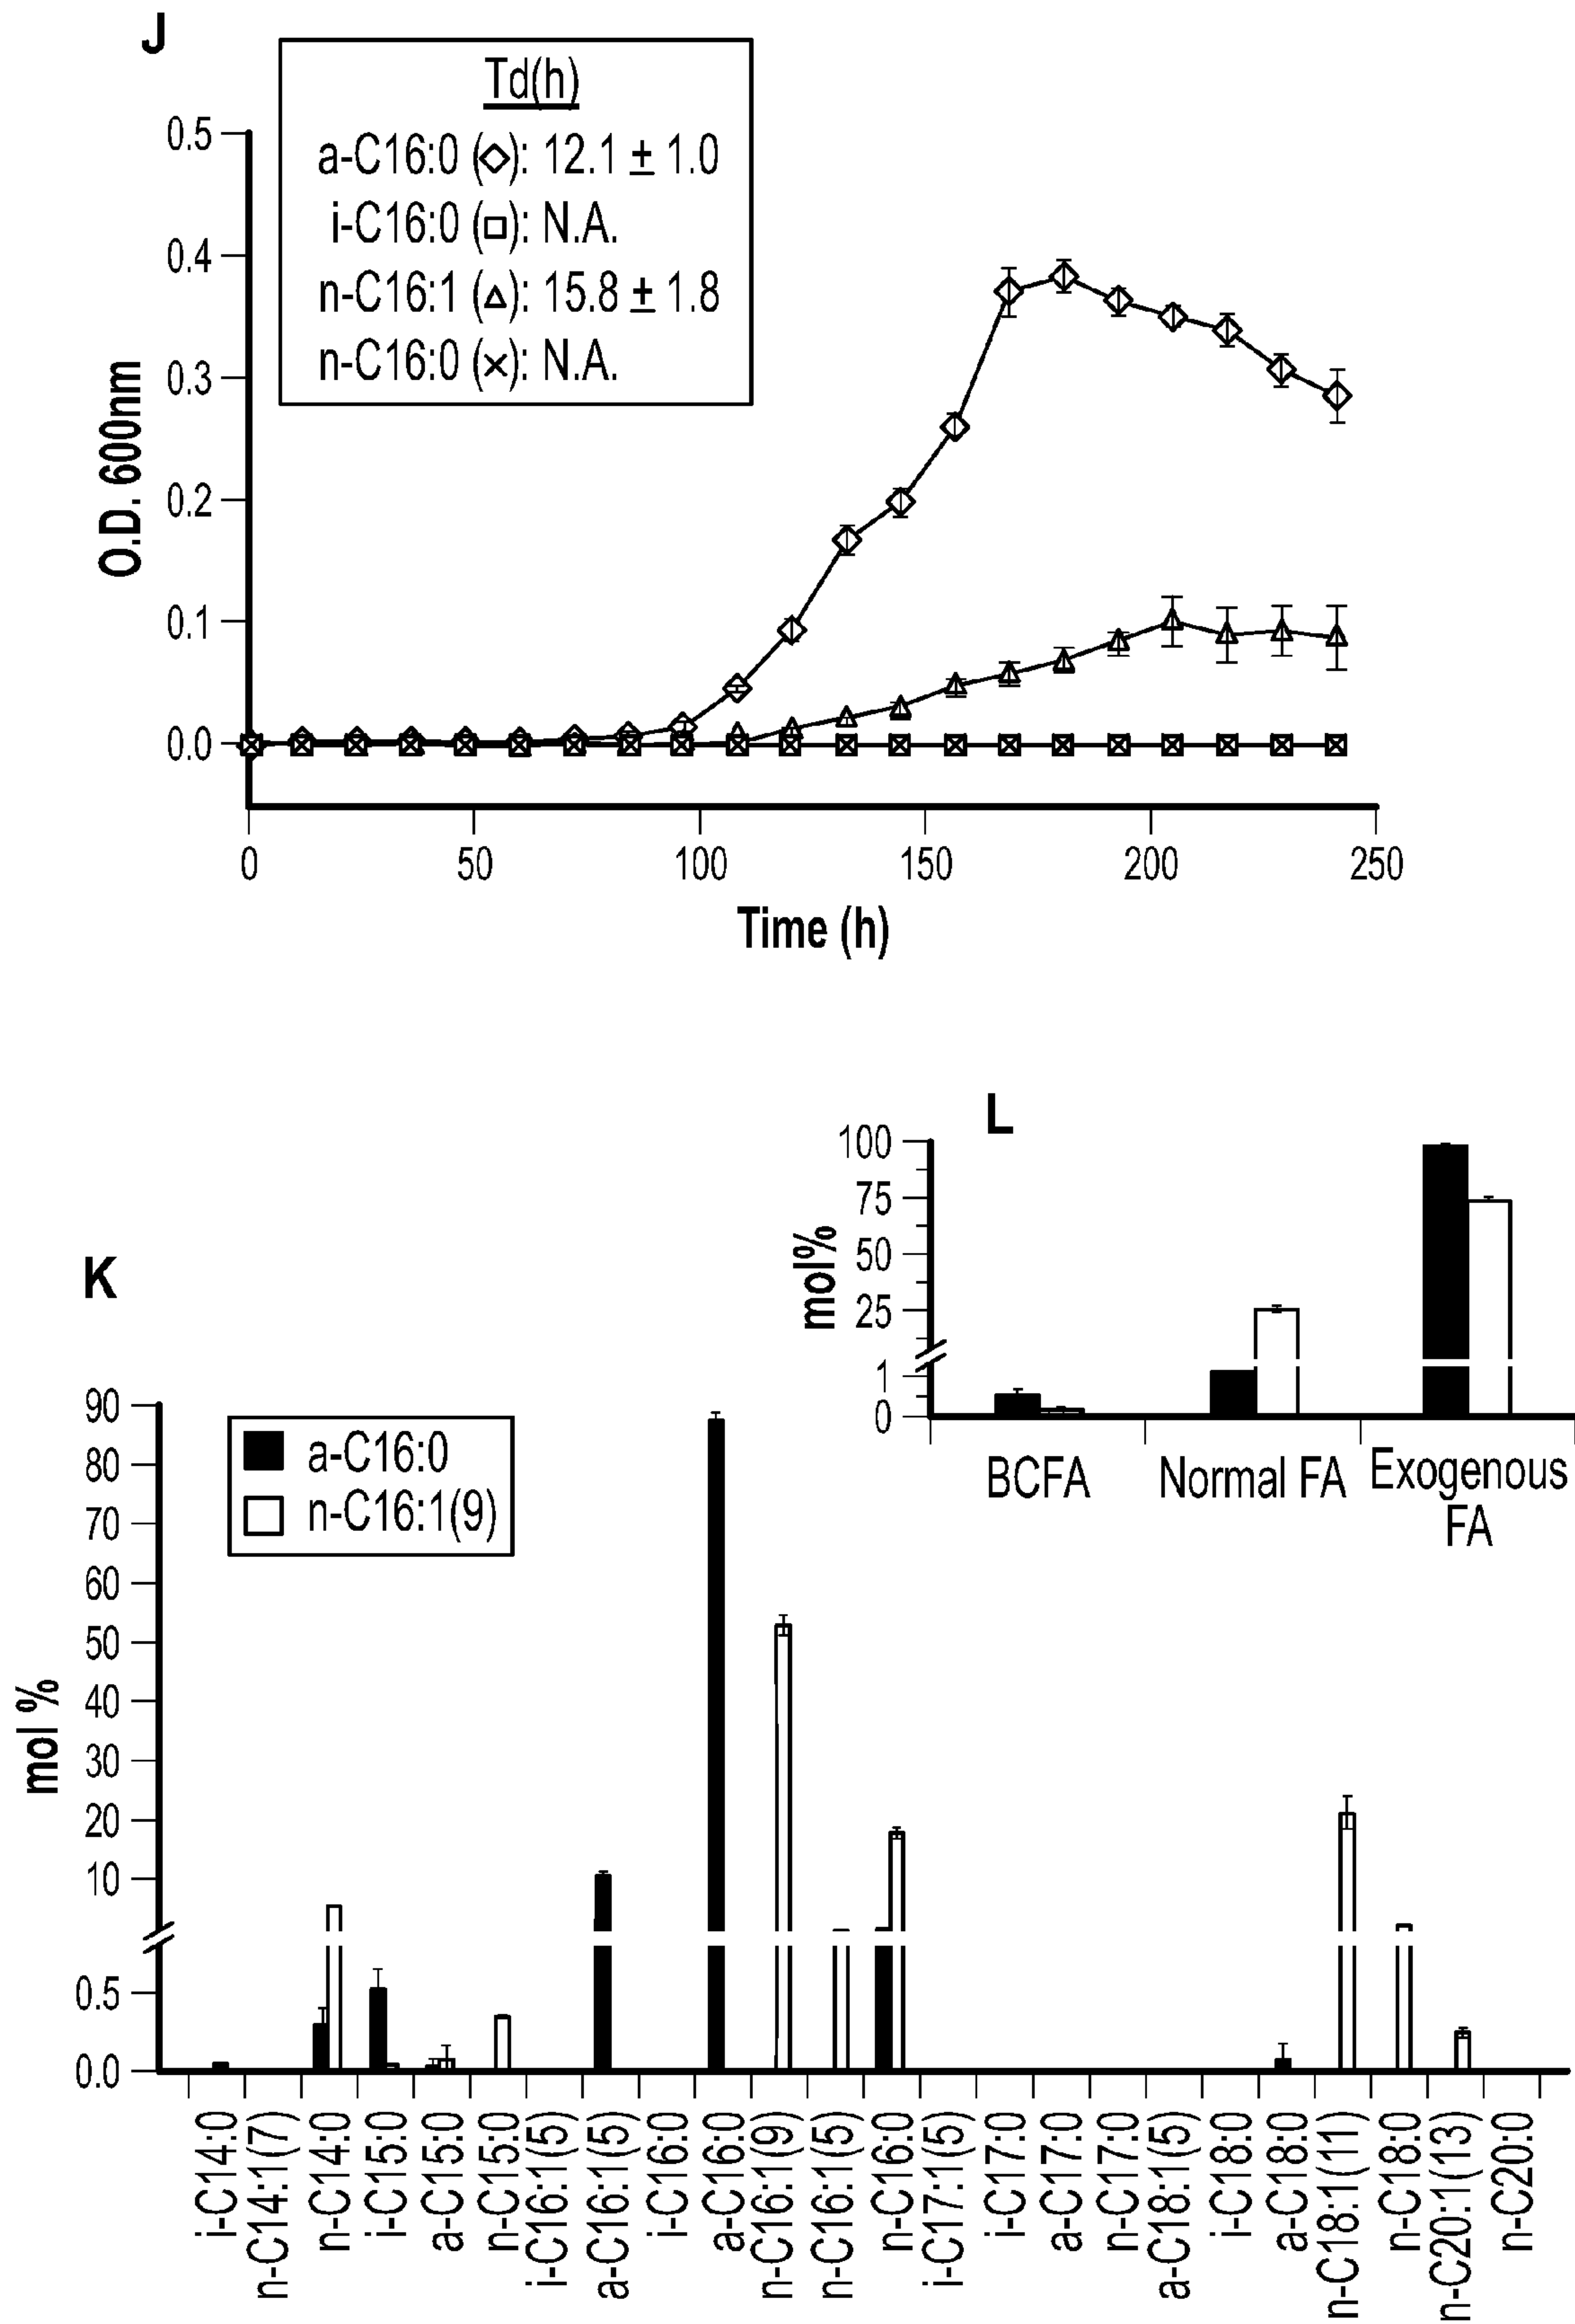 J
Td(h)
a-C16:0 (◇): 12.1 ± 1.0
i-C16:0 (□): N.A.
n-C16:1 (△): 15.8 ± 1.8
n-C16:0 (×): N.A.
0.5
0.4
0.3
0.2
0.1
0.0
O.D. 600nm
0 50 100 150 200 250
Time (h)
L
100
75
50
25
1
0
mol%
BCFA Normal FA Exogenous
FA
K
a-C16:0
n-C16:1(9)
90
80
70
60
50
40
30
20
10
0.5
0.0
mol %
i-C14:0
n-C14:1(7)
n-C14:0
i-C15:0
a-C15:0
n-C15:0
i-C16:1(5)
a-C16:1(5)
i-C16:0
a-C16:0
n-C16:1(9)
n-C16:1(5)
n-C16:0
i-C17:1(5)
i-C17:0
a-C17:0
n-C17:0
a-C18:1(5)
i-C18:0
a-C18:0
n-C18:1(11)
n-C18:0
n-C20:1(13)
n-C20:0